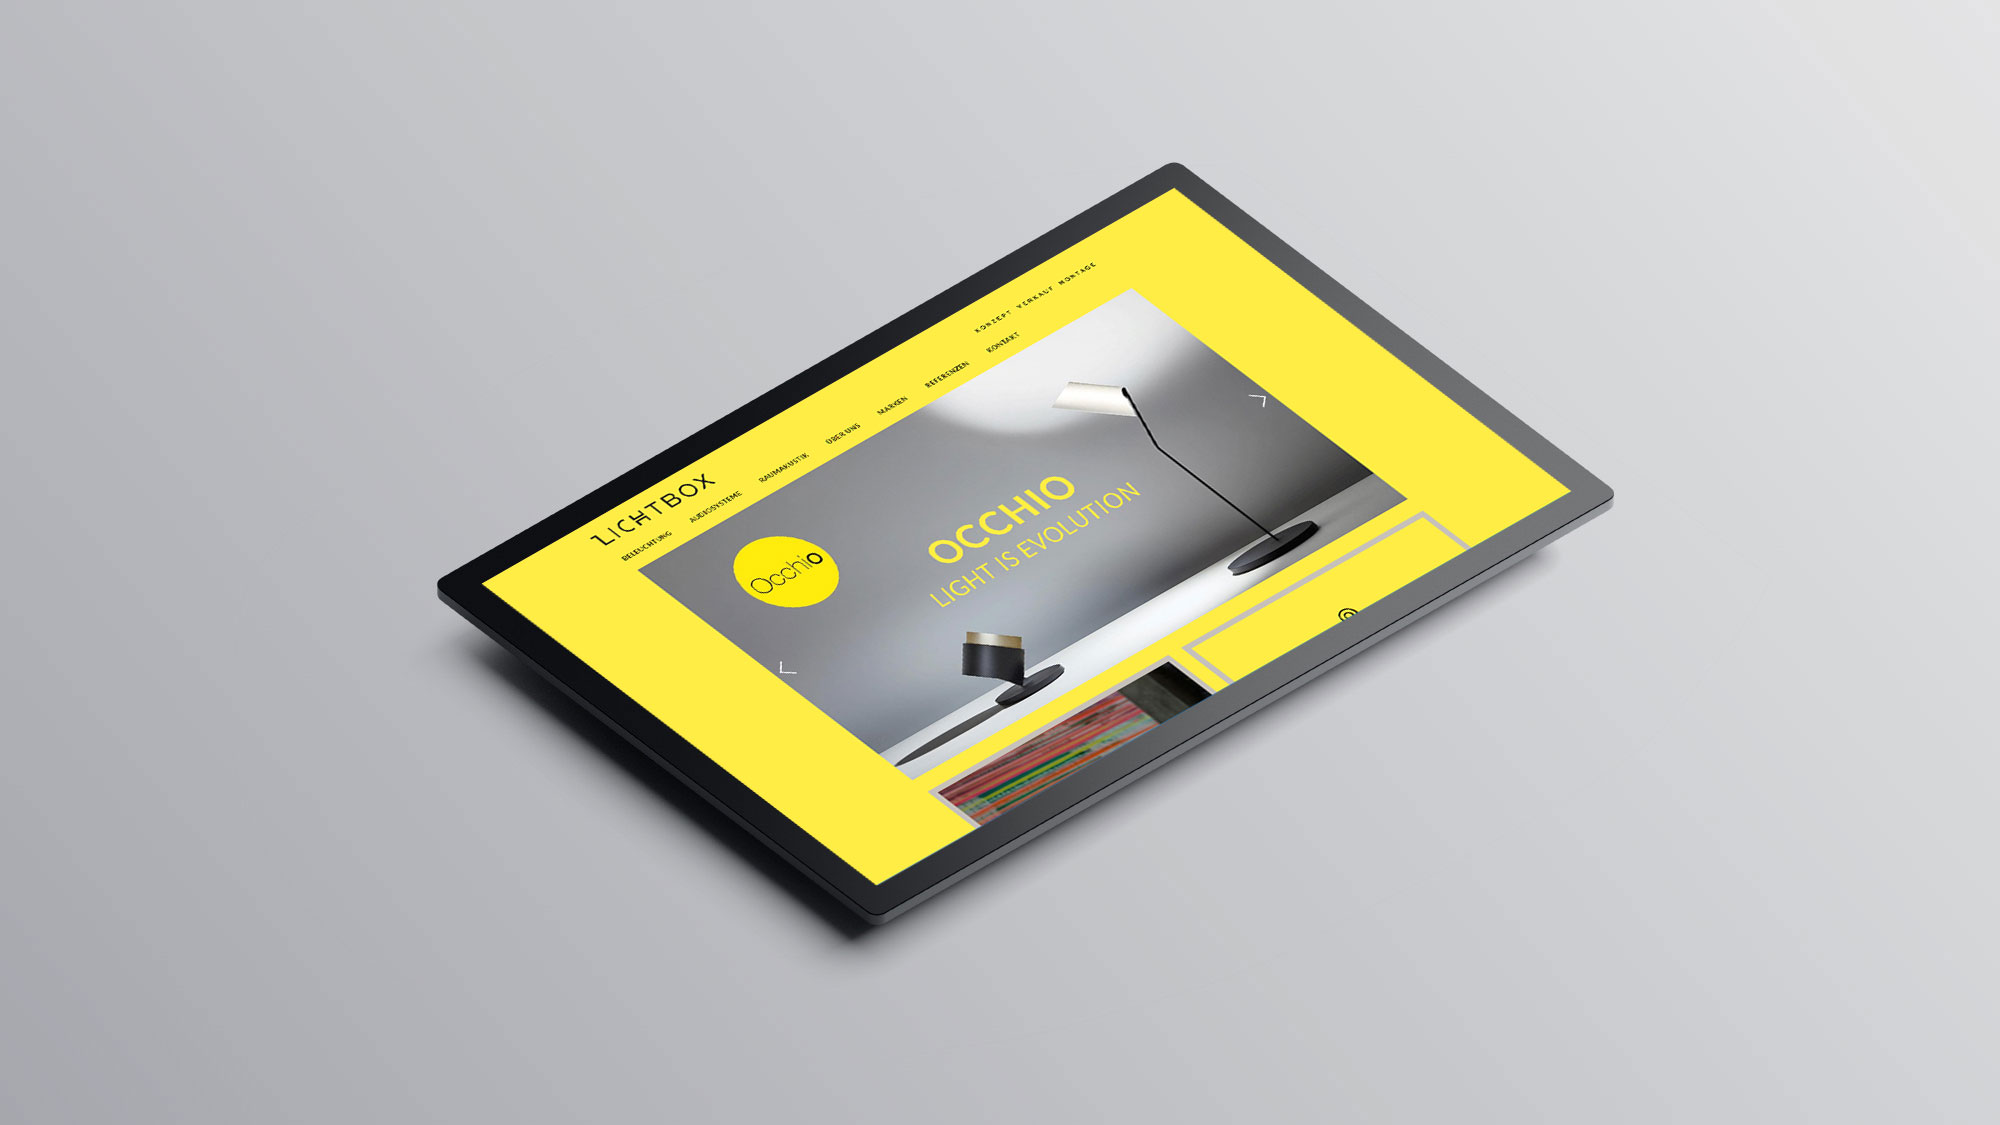 LICHTBOX
KONZEPT VERKAUF MONTAGE
BELEUCHTUNG AUDIOSYSTEME RAUMAKUSTIK ÜBER UNS MARKEN REFERENZEN KONTAKT
Occhio
OCCHIO
LIGHT IS EVOLUTION